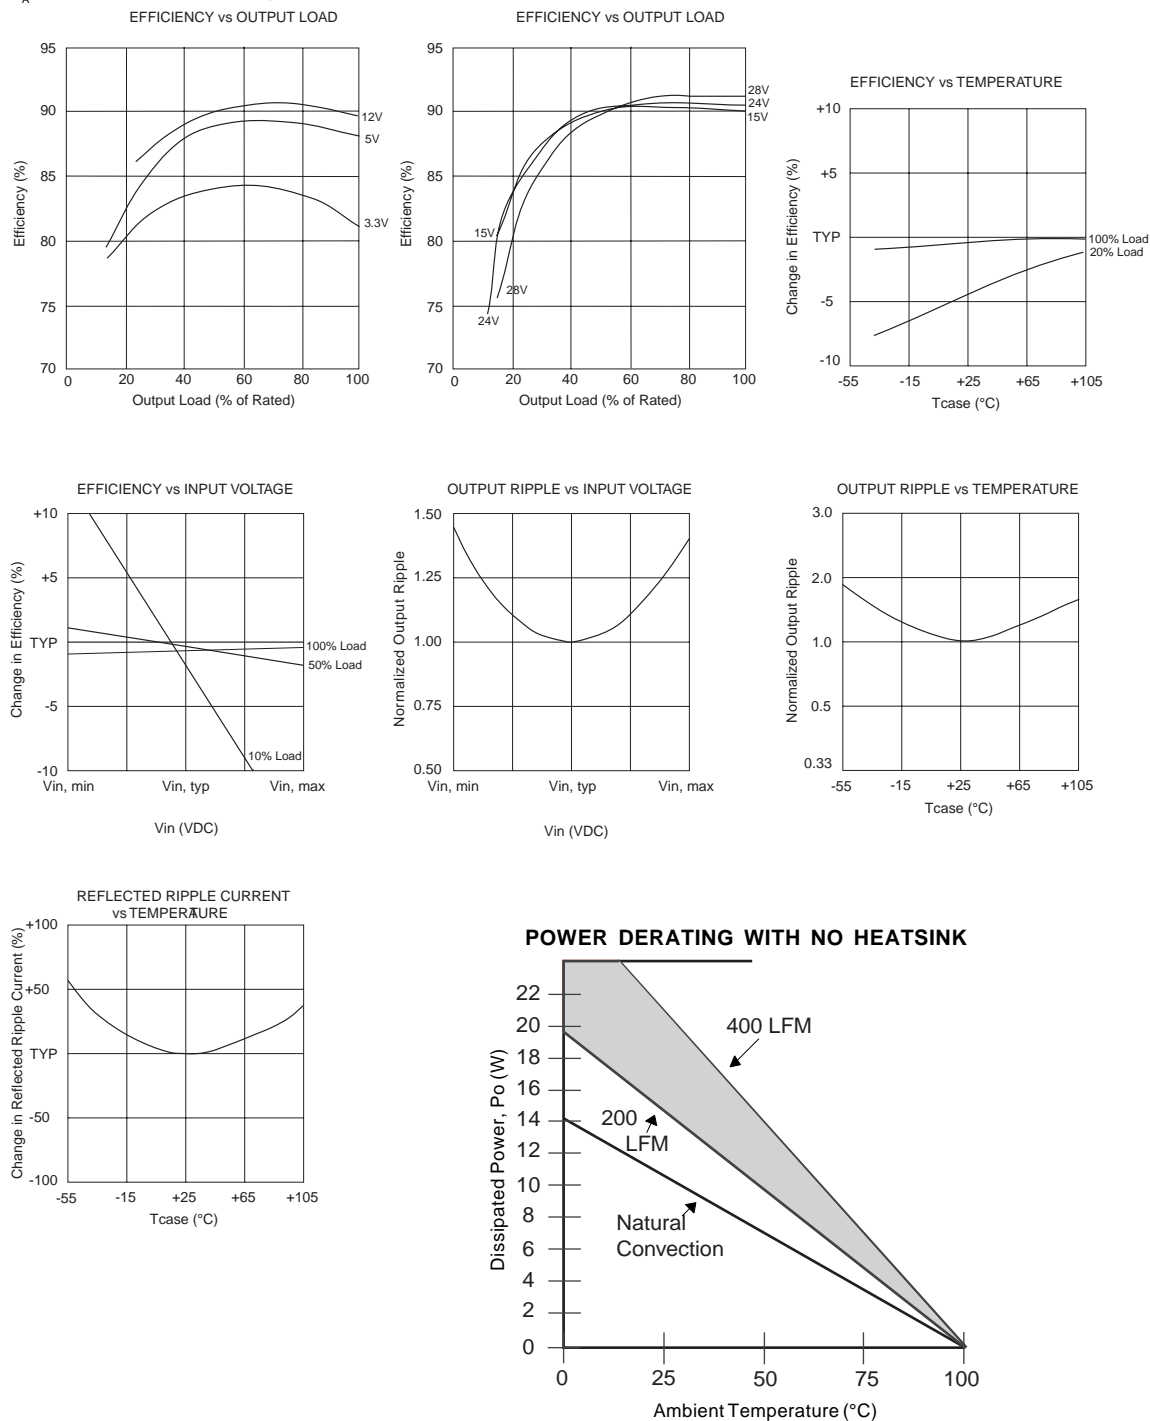 A
EFFICIENCY vs OUTPUT LOAD
95
90
85
80
75
70
0 20 40 60 80 100
12V
5V
3.3V
Efficiency (%)
Output Load (% of Rated)
EFFICIENCY vs OUTPUT LOAD
95
90
85
80
75
70
0 20 40 60 80 100
28V
24V
15V
15V
28V
24V
Efficiency (%)
Output Load (% of Rated)
EFFICIENCY vs TEMPERATURE
+10
+5
TYP
-5
-10
-55 -15 +25 +65 +105
100% Load
20% Load
Change in Efficiency (%)
Tcase (°C)
EFFICIENCY vs INPUT VOLTAGE
+10
+5
TYP
-5
-10
100% Load
50% Load
10% Load
Vin, min Vin, typ Vin, max
Change in Efficiency (%)
Vin (VDC)
OUTPUT RIPPLE vs INPUT VOLTAGE
1.50
1.25
1.00
0.75
0.50
Vin, min Vin, typ Vin, max
Normalized Output Ripple
Vin (VDC)
OUTPUT RIPPLE vs TEMPERATURE
3.0
2.0
1.0
0.5
0.33
-55 -15 +25 +65 +105
Normalized Output Ripple
Tcase (°C)
REFLECTED RIPPLE CURRENT
vs TEMPERATURE
+100
+50
TYP
-50
-100
-55 -15 +25 +65 +105
Change in Reflected Ripple Current (%)
Tcase (°C)
POWER DERATING WITH NO HEATSINK
22
20
18
16
14
12
10
8
6
4
2
0
400 LFM
200
LFM
Natural
Convection
0 25 50 75 100
Dissipated Power, Po (W)
Ambient Temperature (°C)